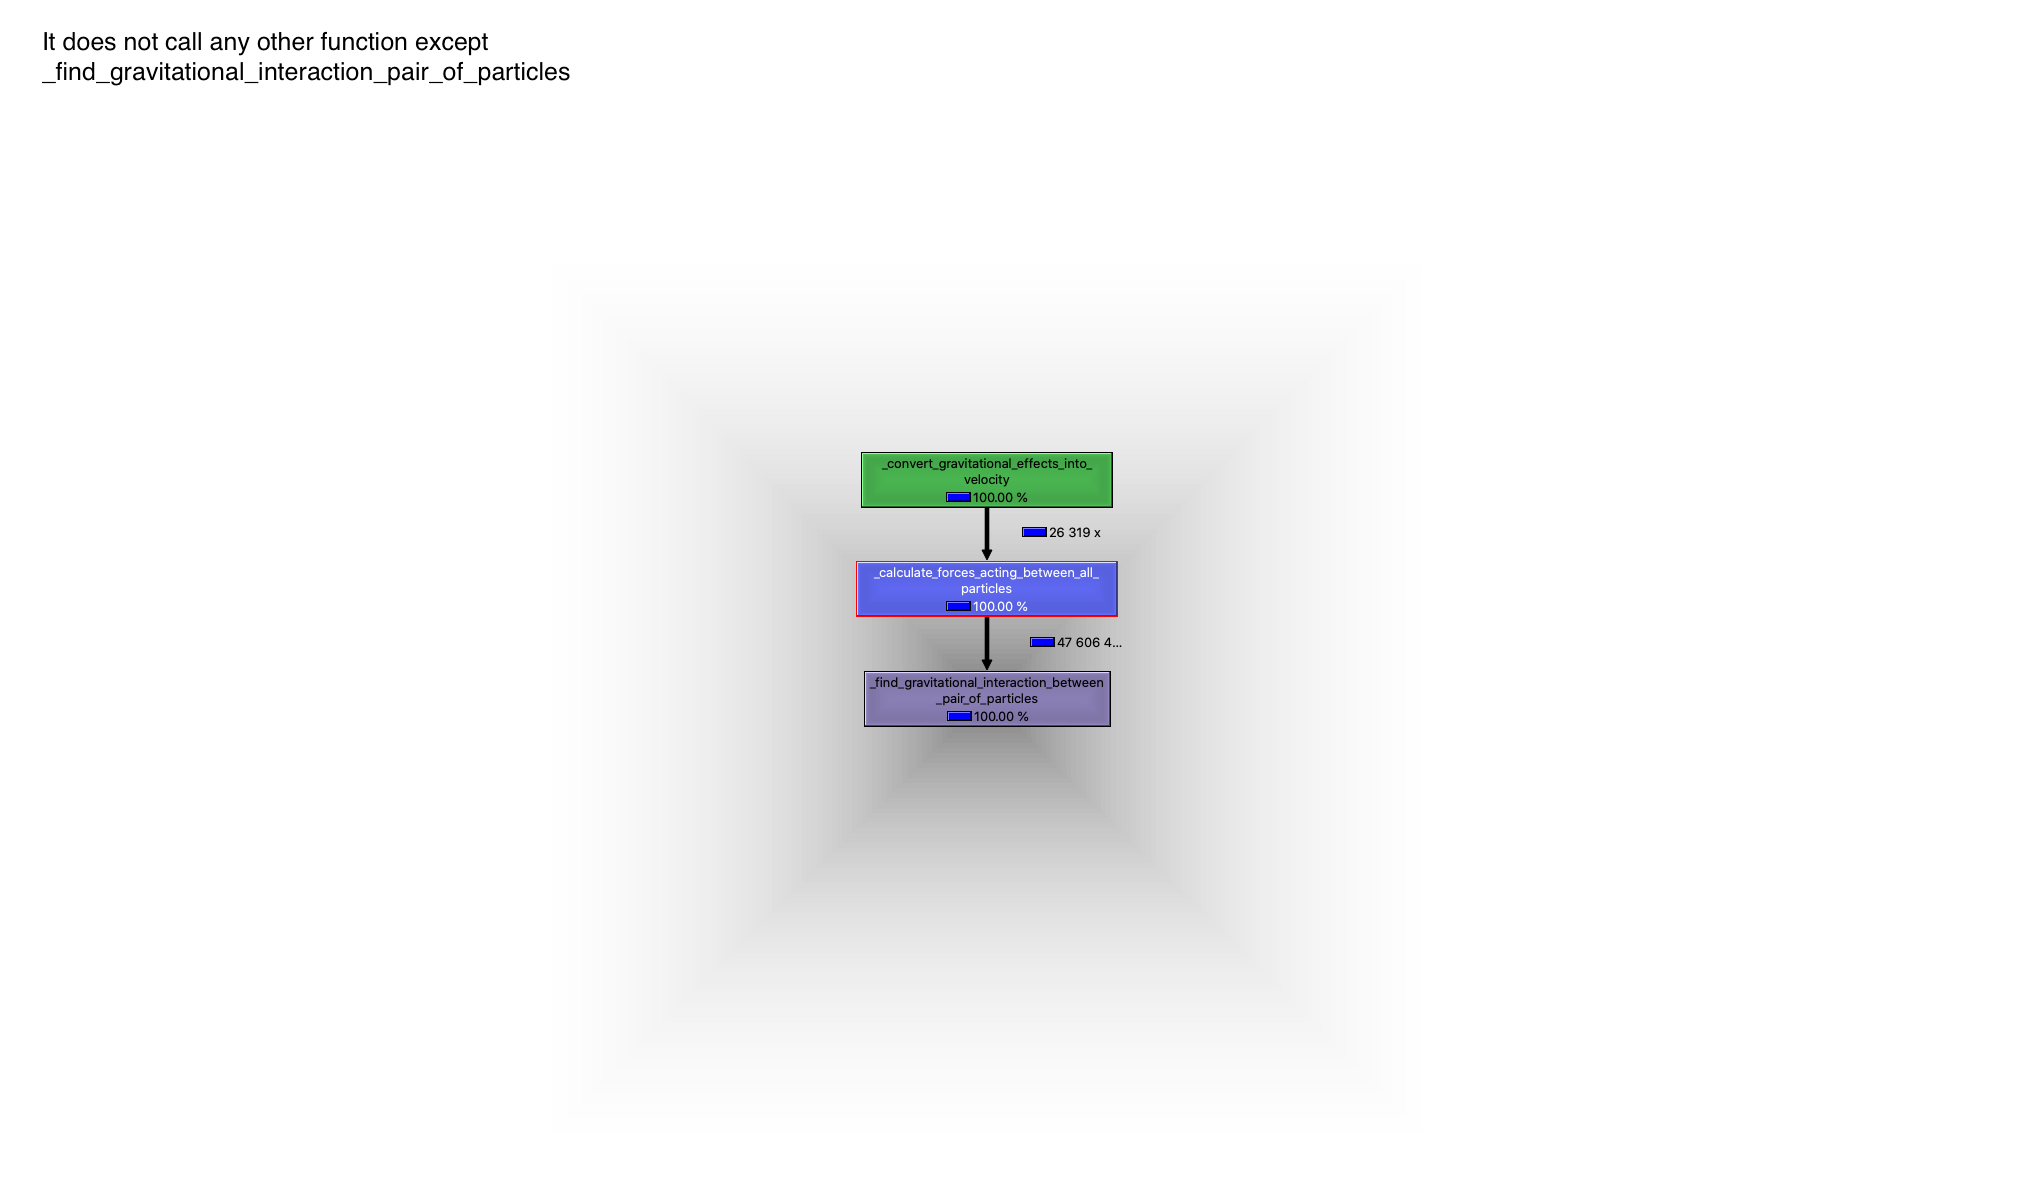 It does not call any other function except
_find_gravitational_interaction_pair_of_particles
_convert_gravitational_effects_into_
velocity
100.00 %
26 319 x
_calculate_forces_acting_between_all_
particles
100.00 %
47 606 4...
_find_gravitational_interaction_between
_pair_of_particles
100.00 %